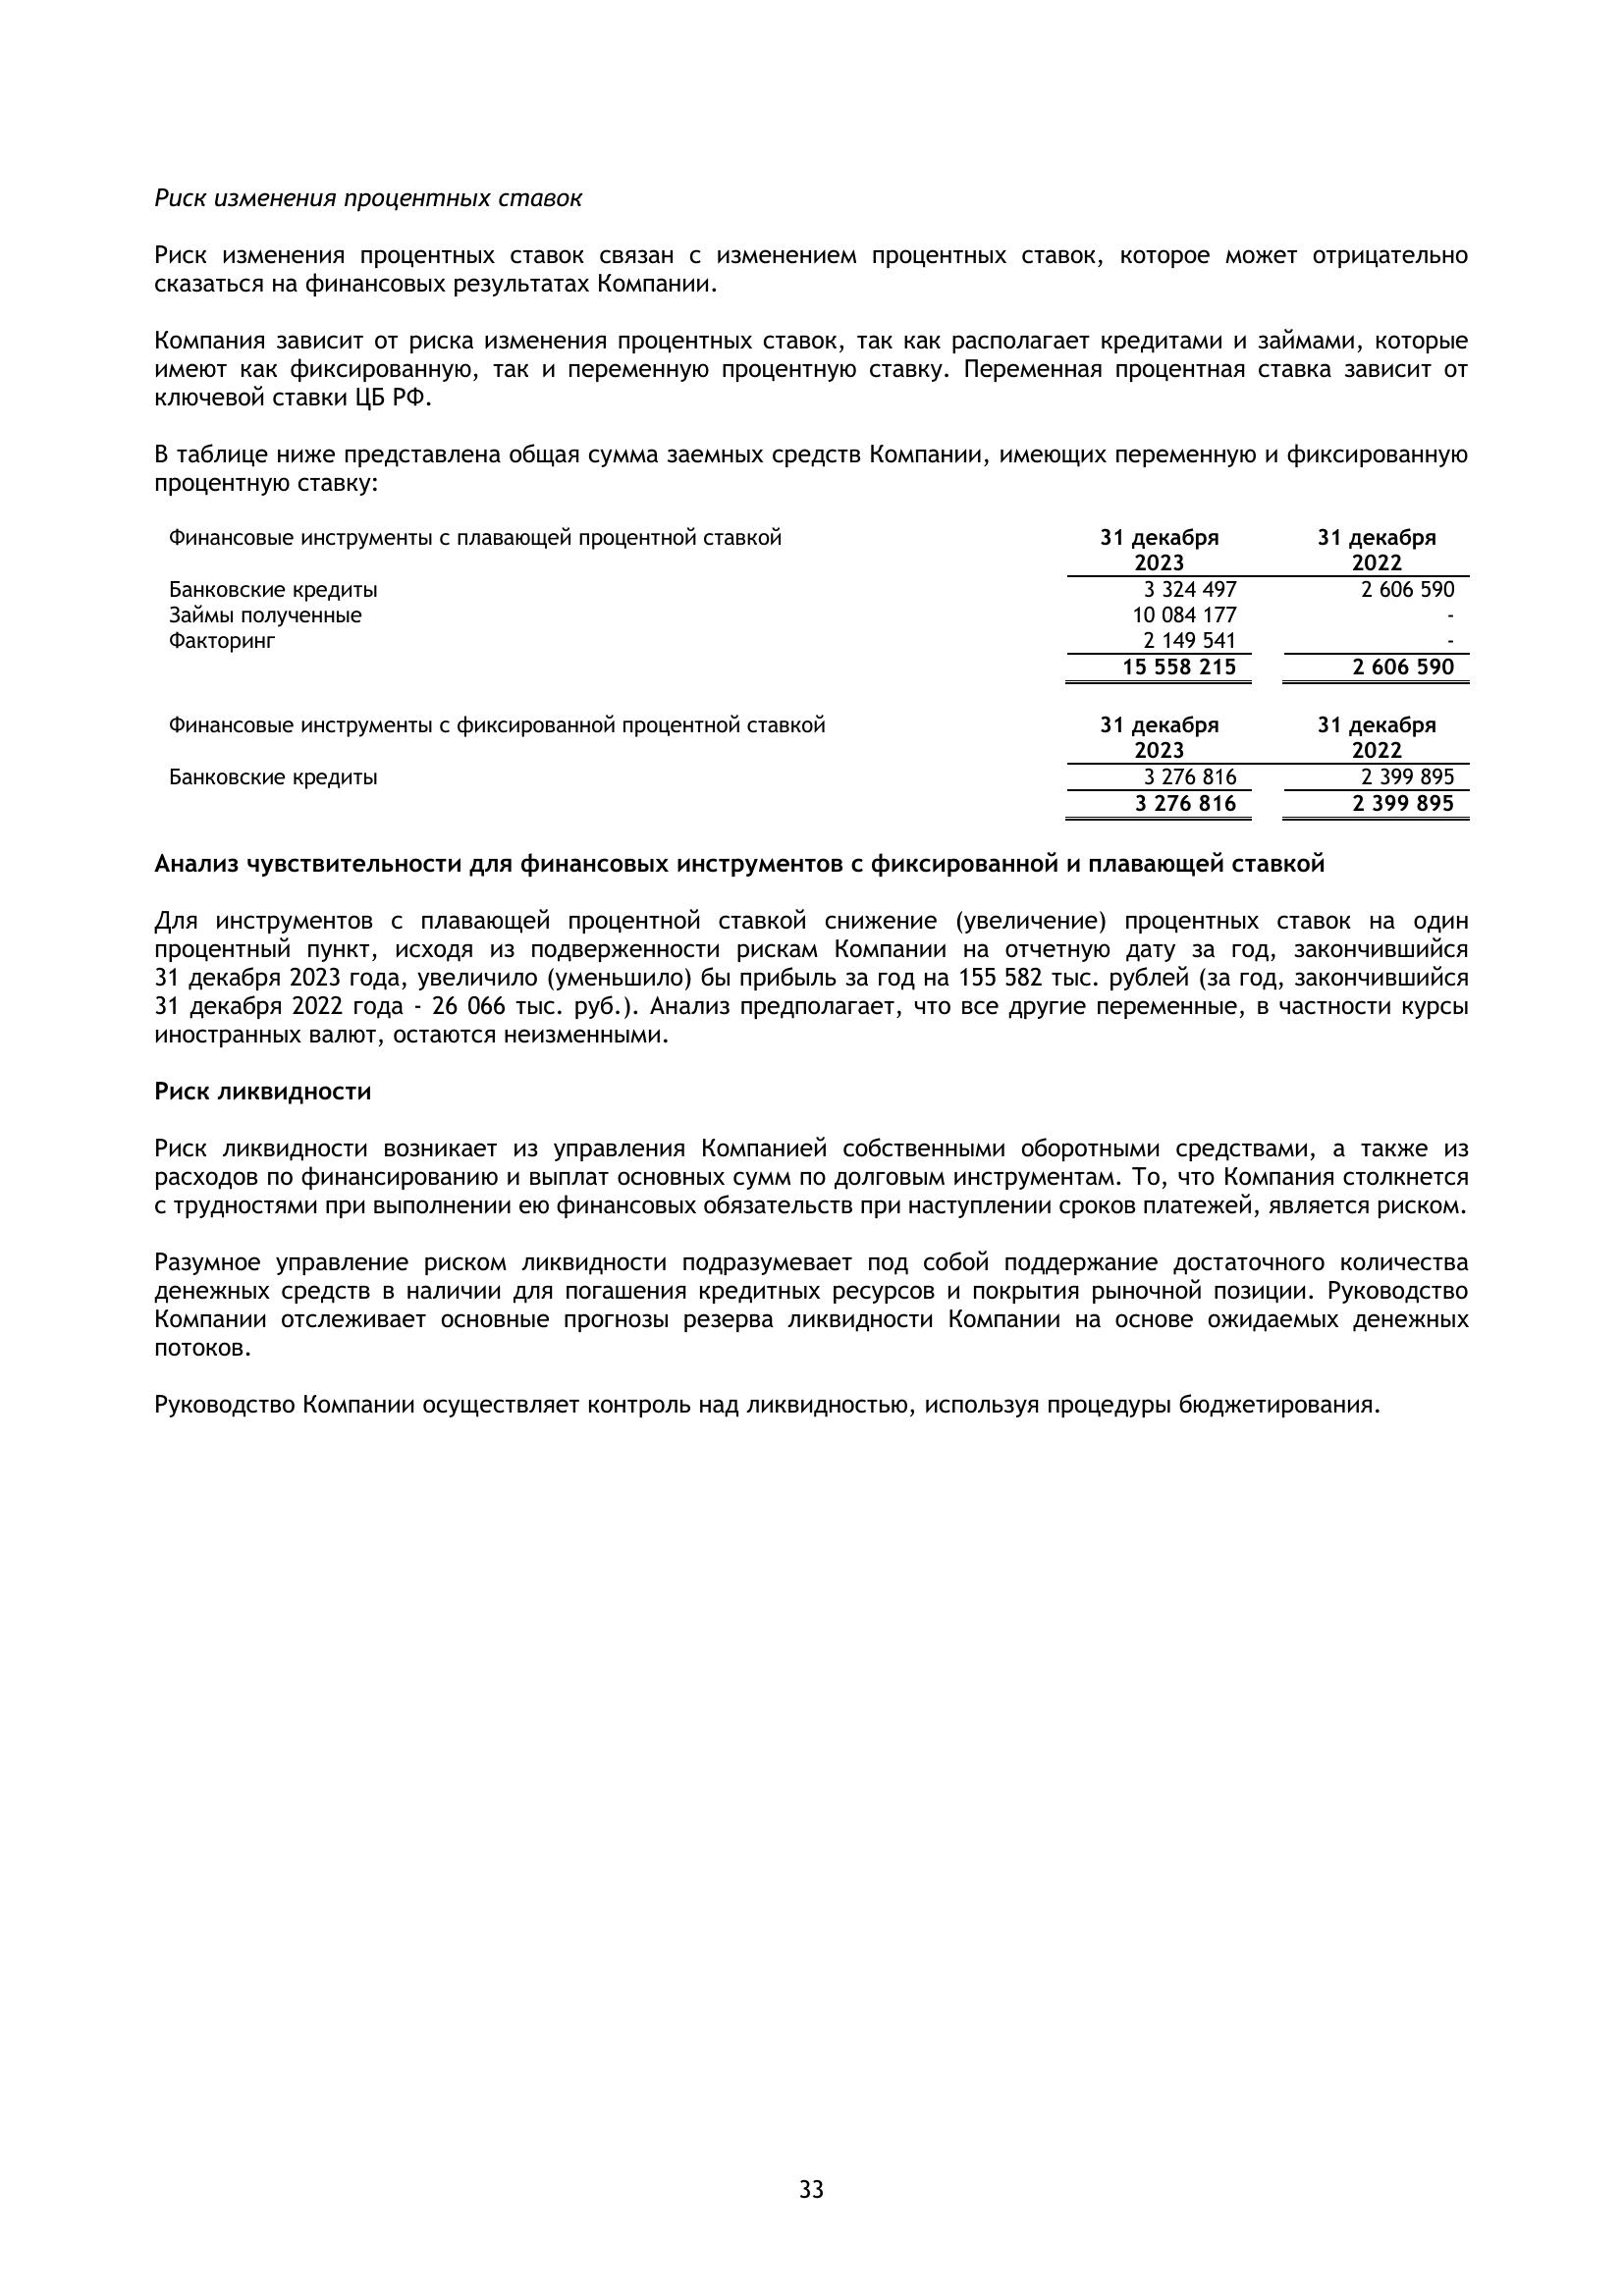 Риск изменения процентных ставок
Риск изменения процентных ставок связан с изменением процентных ставок, которое может отрицательно
сказаться на финансовых результатах Компании.
Компания зависит от риска изменения процентных ставок, так как располагает кредитами и займами, которые
имеют как фиксированную, так и переменную процентную ставку. Переменная процентная ставка зависит от
ключевой ставки ЦБ РФ.
В таблице ниже представлена общая сумма заемных средств Компании, имеющих переменную и фиксированную
процентную ставку:
Финансовые инструменты с плавающей процентной ставкой 31 декабря 31 декабря
2023 2022
Банковские кредиты 3 324 497 2 606 590
Займы полученные 10 084 177 -
Факторинг 2 149 541 -
15 558 215 2 606 590
Финансовые инструменты с фиксированной процентной ставкой 31 декабря 31 декабря
2023 2022
Банковские кредиты 3 276 816 2 399 895
3 276 816 2 399 895
Анализ чувствительности для финансовых инструментов с фиксированной и плавающей ставкой
Для инструментов с плавающей процентной ставкой снижение (увеличение) процентных ставок на один
процентный пункт, исходя из подверженности рискам Компании на отчетную дату за год, закончившийся
31 декабря 2023 года, увеличило (уменьшило) бы прибыль за год на 155 582 тыс. рублей (за год, закончившийся
31 декабря 2022 года - 26 066 тыс. руб.). Анализ предполагает, что все другие переменные, в частности курсы
иностранных валют, остаются неизменными.
Риск ликвидности
Риск ликвидности возникает из управления Компанией собственными оборотными средствами, а также из
расходов по финансированию и выплат основных сумм по долговым инструментам. То, что Компания столкнется
с трудностями при выполнении ею финансовых обязательств при наступлении сроков платежей, является риском.
Разумное управление риском ликвидности подразумевает под собой поддержание достаточного количества
денежных средств в наличии для погашения кредитных ресурсов и покрытия рыночной позиции. Руководство
Компании отслеживает основные прогнозы резерва ликвидности Компании на основе ожидаемых денежных
потоков.
Руководство Компании осуществляет контроль над ликвидностью, используя процедуры бюджетирования.
33